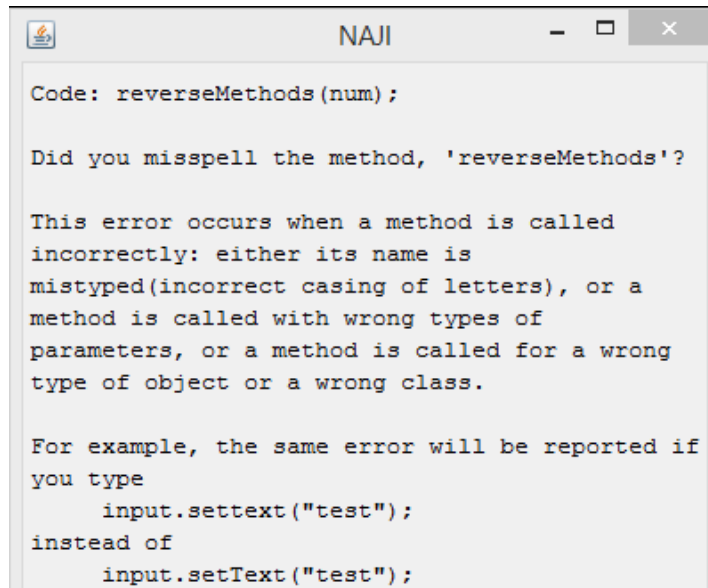 NAJI
Code: reverseMethods(num);
Did you misspell the method, 'reverseMethods'?
This error occurs when a method is called
incorrectly: either its name is
mistyped(incorrect casing of letters), or a
method is called with wrong types of
parameters, or a method is called for a wrong
type of object or a wrong class.
For example, the same error will be reported if
you type
input.settext("test");
instead of
input.setText("test");